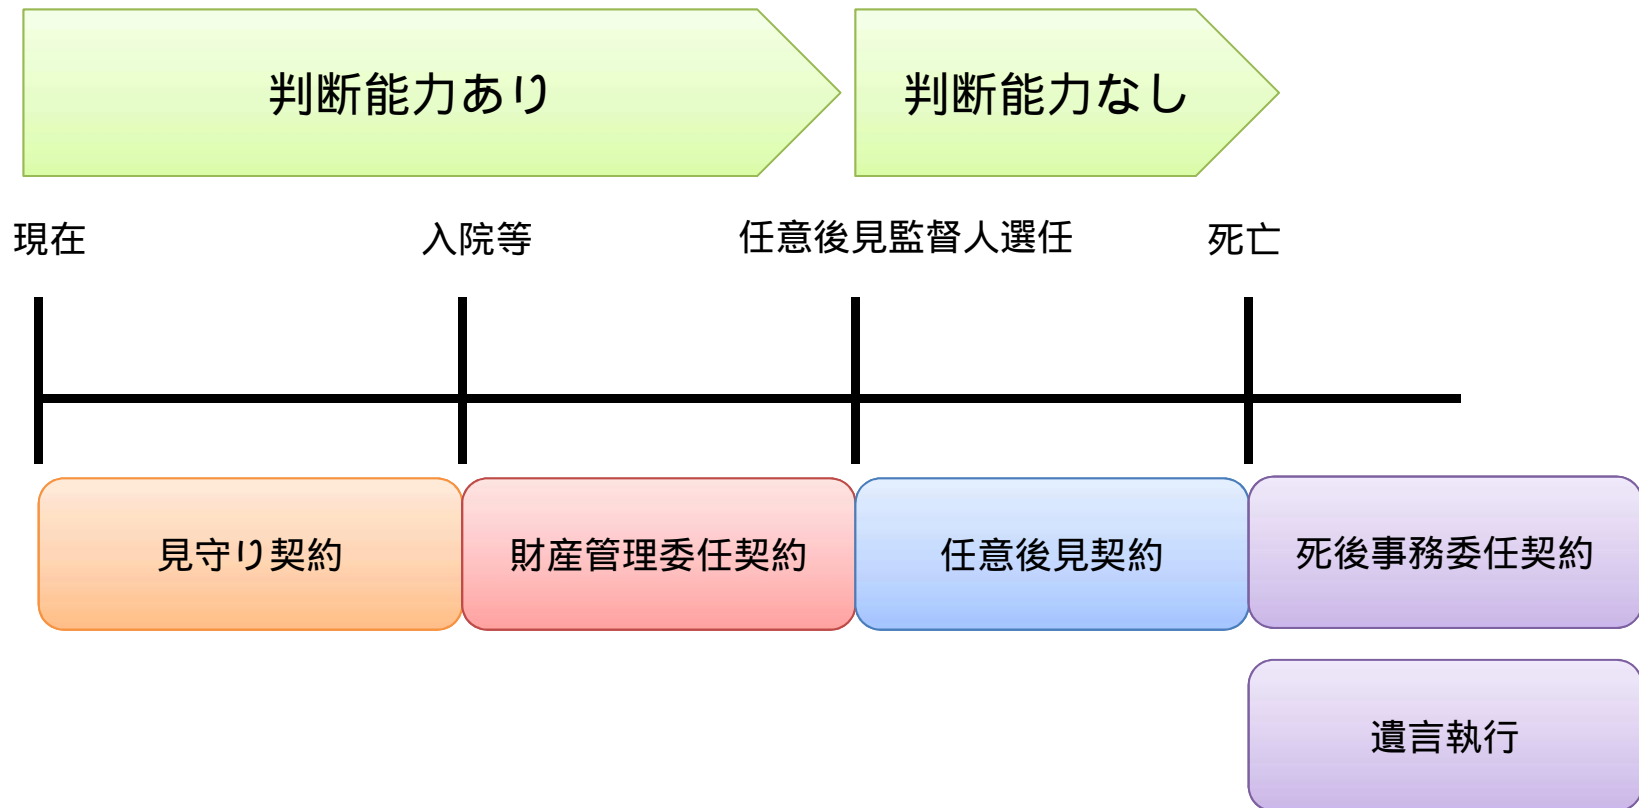 判断能力あり
判断能力なし
現在
入院等
任意後見監督人選任
死亡
見守り契約
財産管理委任契約
任意後見契約
死後事務委任契約
遺言執行